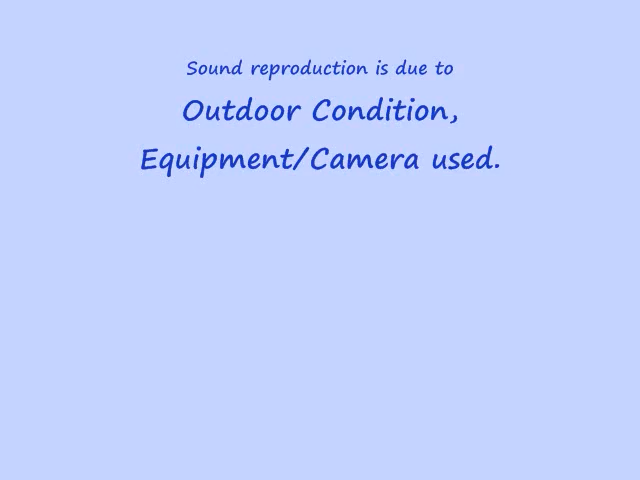 Sound reproduction is due to
Outdoor Condition,
Equipment/Camera used.